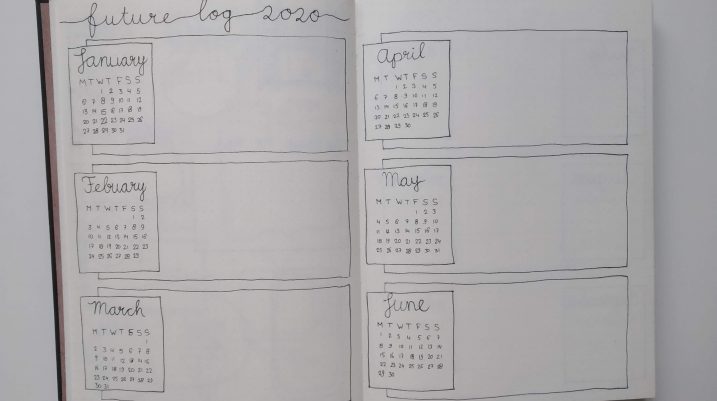 future log 2020
January
M T W T F S S
1 2 3 4 5
6 7 8 9 10 11 12
13 14 15 16 17 18 19
20 21 22 23 24 25 26
27 28 29 30 31
Febuary
M T W T F S S
1 2
3 4 5 6 7 8 9
10 11 12 13 14 15 16
17 18 19 20 21 22 23
24 25 26 27 28 29
March
M T W T F S S
1
2 3 4 5 6 7 8
9 10 11 12 13 14 15
16 17 18 19 20 21 22
23 24 25 26 27 28 29
30 31
April
M T W T F S S
1 2 3 4 5
6 7 8 9 10 11 12
13 14 15 16 17 18 19
20 21 22 23 24 25 26
27 28 29 30
May
M T W T F S S
1 2 3
4 5 6 7 8 9 10
11 12 13 14 15 16 17
18 19 20 21 22 23 24
25 26 27 28 29 30 31
June
M T W T F S S
1 2 3 4 5 6 7
8 9 10 11 12 13 14
15 16 17 18 19 20 21
22 23 24 25 26 27 28
29 30